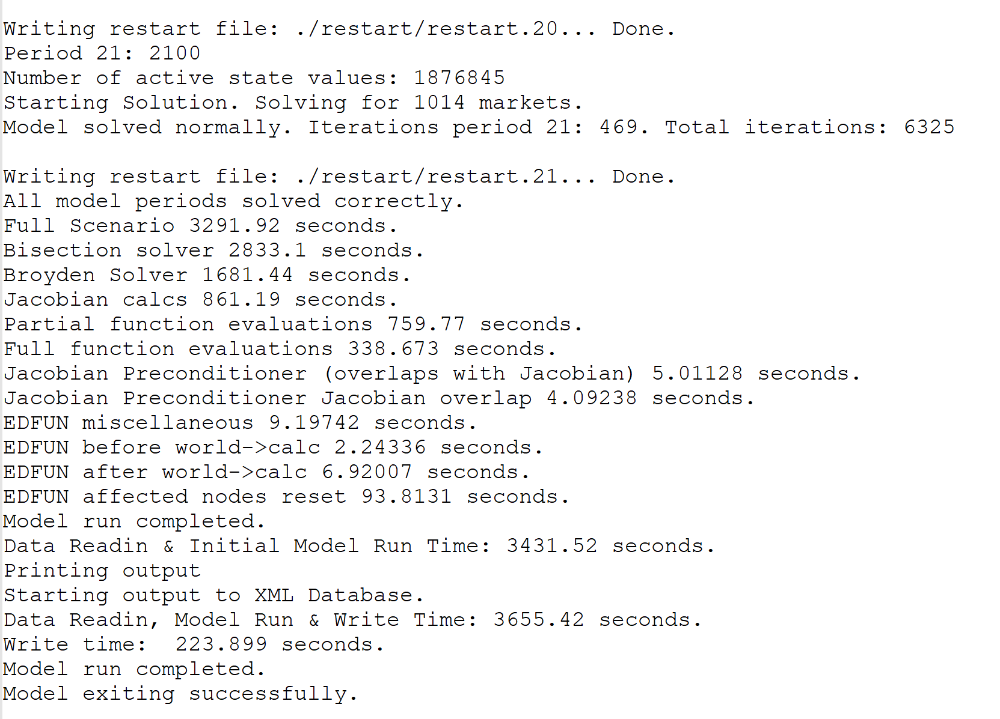 Writing restart file: ./restart/restart.20... Done.
Period 21: 2100
Number of active state values: 1876845
Starting Solution. Solving for 1014 markets.
Model solved normally. Iterations period 21: 469. Total iterations: 6325
Writing restart file: ./restart/restart.21... Done.
All model periods solved correctly.
Full Scenario 3291.92 seconds.
Bisection solver 2833.1 seconds.
Broyden Solver 1681.44 seconds.
Jacobian calcs 861.19 seconds.
Partial function evaluations 759.77 seconds.
Full function evaluations 338.673 seconds.
Jacobian Preconditioner (overlaps with Jacobian) 5.01128 seconds.
Jacobian Preconditioner Jacobian overlap 4.09238 seconds.
EDFUN miscellaneous 9.19742 seconds.
EDFUN before world->calc 2.24336 seconds.
EDFUN after world->calc 6.92007 seconds.
EDFUN affected nodes reset 93.8131 seconds.
Model run completed.
Data Readin & Initial Model Run Time: 3431.52 seconds.
Printing output
Starting output to XML Database.
Data Readin, Model Run & Write Time: 3655.42 seconds.
Write time:  223.899 seconds.
Model run completed.
Model exiting successfully.